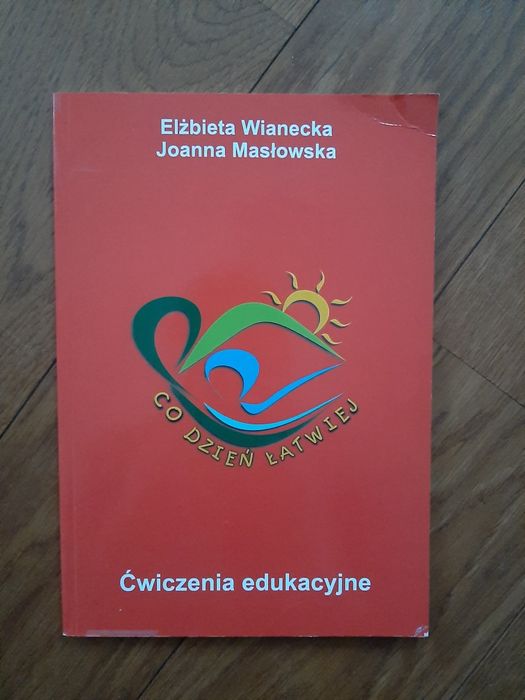 Elżbieta Wianecka
Joanna Masłowska
CO DZIEŃ ŁATWIEJ
Ćwiczenia edukacyjne